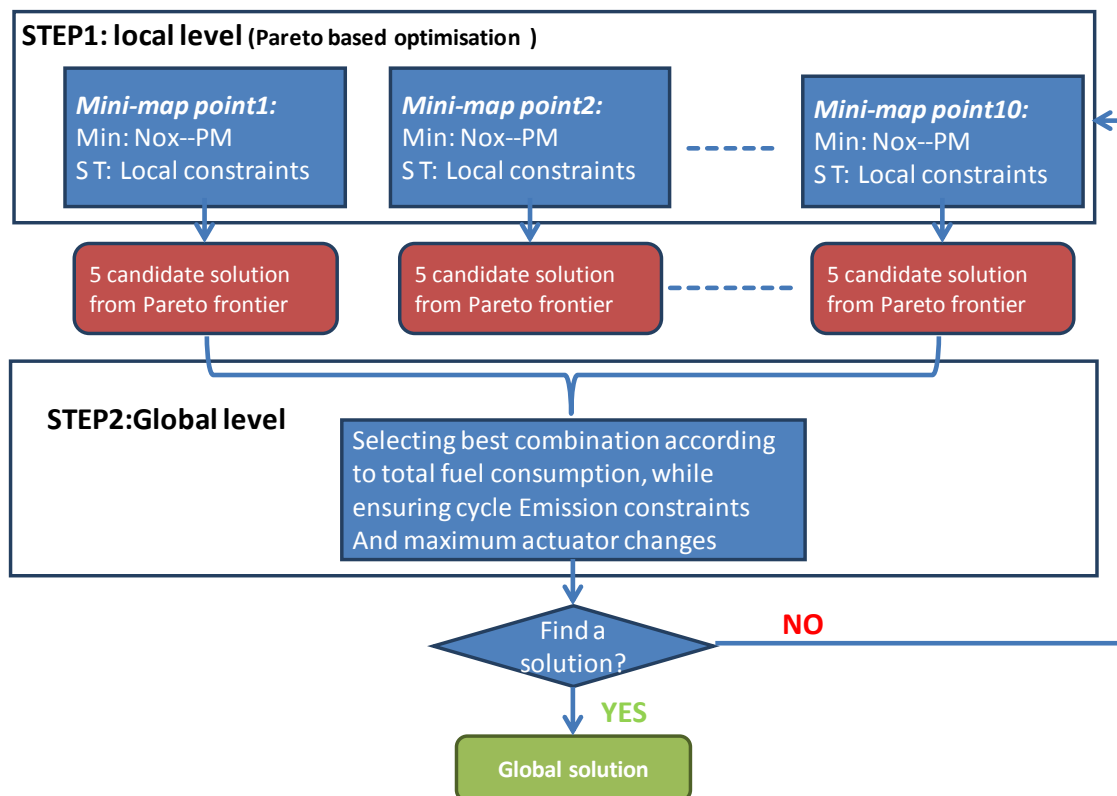 STEP1: local level (Pareto based optimisation )
Mini-map point1:
Min: Nox--PM
S T: Local constraints
Mini-map point2:
Min: Nox--PM
S T: Local constraints
Mini-map point10:
Min: Nox--PM
S T: Local constraints
5 candidate solution
from Pareto frontier
5 candidate solution
from Pareto frontier
5 candidate solution
from Pareto frontier
STEP2:Global level
Selecting best combination according
to total fuel consumption, while
ensuring cycle Emission constraints
And maximum actuator changes
Find a
solution?
NO
YES
Global solution